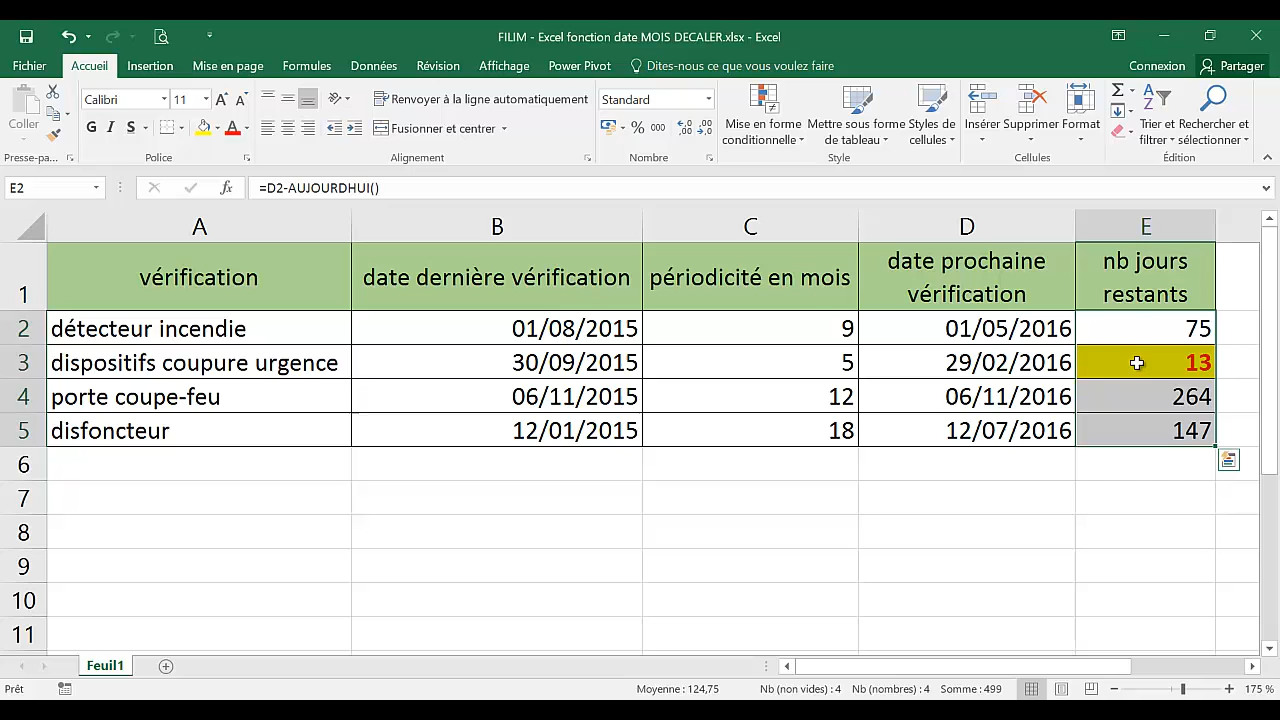 FILIM - Excel fonction date MOIS DECALER.xlsx - Excel
Fichier Accueil Insertion Mise en page Formules Données Révision Affichage Power Pivot Dites-nous ce que vous voulez faire Connexion Partager
Coller
Presse-pa...
Calibri 11
G I S
Police
Renvoyer à la ligne automatiquement
Fusionner et centrer
Alignement
Standard
% 000
Nombre
Mise en forme conditionnelle
Mettre sous forme de tableau
Styles de cellules
Style
Insérer Supprimer Format
Cellules
Trier et filtrer
Rechercher et sélectionner
Édition
E2 fx =D2-AUJOURDHUI()
A B C D E
1 vérification date dernière vérification périodicité en mois date prochaine vérification nb jours restants
2 détecteur incendie 01/08/2015 9 01/05/2016 75
3 dispositifs coupure urgence 30/09/2015 5 29/02/2016 13
4 porte coupe-feu 06/11/2015 12 06/11/2016 264
5 disfoncteur 12/01/2015 18 12/07/2016 147
6
7
8
9
10
11
Feuil1
Prêt Moyenne : 124,75 Nb (non vides) : 4 Nb (nombres) : 4 Somme : 499 175 %